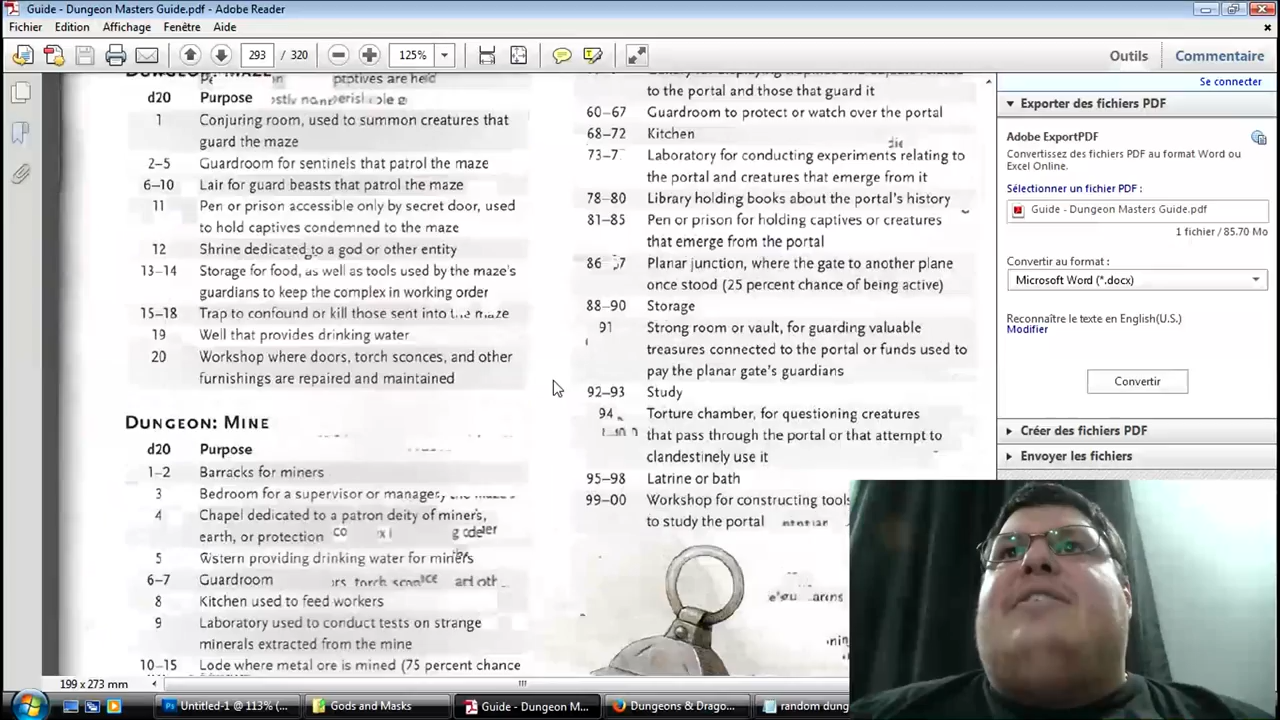 Guide - Dungeon Masters Guide.pdf - Adobe Reader
Fichier Edition Affichage Fenêtre Aide
293 / 320 125% Outils Commentaire
DUNGEON: MAZE
d20 Purpose
1 Conjuring room, used to summon creatures that
guard the maze
2–5 Guardroom for sentinels that patrol the maze
6–10 Lair for guard beasts that patrol the maze
11 Pen or prison accessible only by secret door, used
to hold captives condemned to the maze
12 Shrine dedicated to a god or other entity
13–14 Storage for food, as well as tools used by the maze's
guardians to keep the complex in working order
15–18 Trap to confound or kill those sent into the maze
19 Well that provides drinking water
20 Workshop where doors, torch sconces, and other
furnishings are repaired and maintained
DUNGEON: MINE
d20 Purpose
1–2 Barracks for miners
3 Bedroom for a supervisor or manager
4 Chapel dedicated to a patron deity of miners,
earth, or protection
5 Cistern providing drinking water for miners
6–7 Guardroom
8 Kitchen used to feed workers
9 Laboratory used to conduct tests on strange
minerals extracted from the mine
10–15 Lode where metal ore is mined (75 percent chance
to the portal and those that guard it
60–67 Guardroom to protect or watch over the portal
68–72 Kitchen
Laboratory for conducting experiments relating to
the portal and creatures that emerge from it
78–80 Library holding books about the portal's history
81–85 Pen or prison for holding captives or creatures
that emerge from the portal
Planar junction, where the gate to another plane
once stood (25 percent chance of being active)
88–90 Storage
91 Strong room or vault, for guarding valuable
treasures connected to the portal or funds used to
pay the planar gate's guardians
92–93 Study
94 Torture chamber, for questioning creatures
that pass through the portal or that attempt to
clandestinely use it
95–98 Latrine or bath
99–00 Workshop for constructing tools
to study the portal
Se connecter
Exporter des fichiers PDF
Adobe ExportPDF
Convertissez des fichiers PDF au format Word ou
Excel Online.
Sélectionner un fichier PDF :
Guide - Dungeon Masters Guide.pdf
1 fichier / 85.70 Mo
Convertir au format :
Microsoft Word (*.docx)
Reconnaître le texte en English(U.S.)
Modifier
Convertir
Créer des fichiers PDF
Envoyer les fichiers
199 x 273 mm
Untitled-1 @ 113% (... Gods and Masks Guide - Dungeon M... Dungeons & Drago... random dung